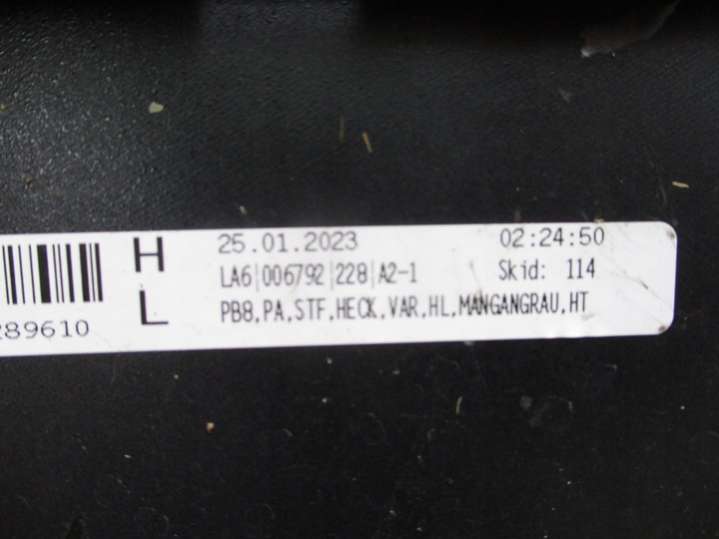 H
L
25.01.2023 02:24:50
LA6|006792|228|A2-1 Skid: 114
PB8,PA,STF,HECK,VAR,HL,MANGANGRAU,HT
289610